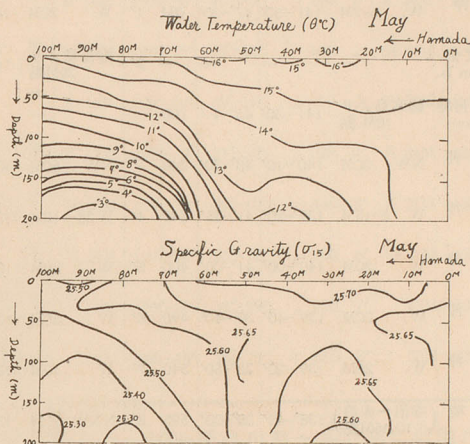 Water Temperature (θ°C) May
← Hamada
100M 90M 80M 70M 60M 50M 40M 30M 20M 10M 0M
0 16° 15° 16°
15°
50
12°
11° 14°
100
10°
9°
8° 13°
7°
150 6°
5°
4°
3° 12°
200
→ Depth (m)
Specific Gravity (σ15) May
← Hamada
100M 90M 80M 70M 60M 50M 40M 30M 20M 10M 0M
0 25.50 25.70
50
25.65 25.65
25.60
100
25.50 25.65
25.40
150
25.30 25.30 25.60
200
→ Depth (m)